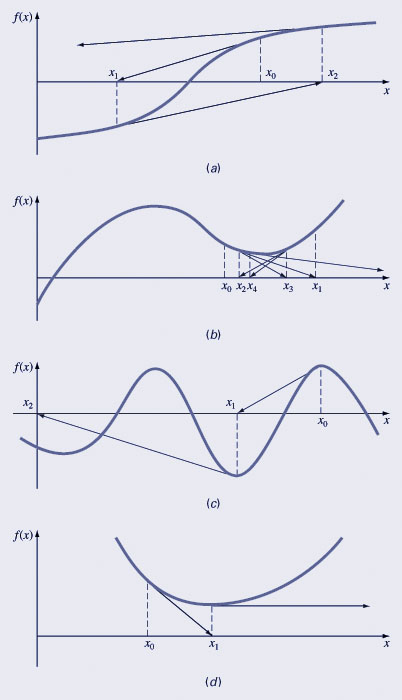 f(x)
x₁ x₀ x₂
x
(a)
f(x)
x₀ x₂ x₄ x₃ x₁ x
(b)
f(x)
x₂ x₁
x₀ x
(c)
f(x)
x₀ x₁ x
(d)